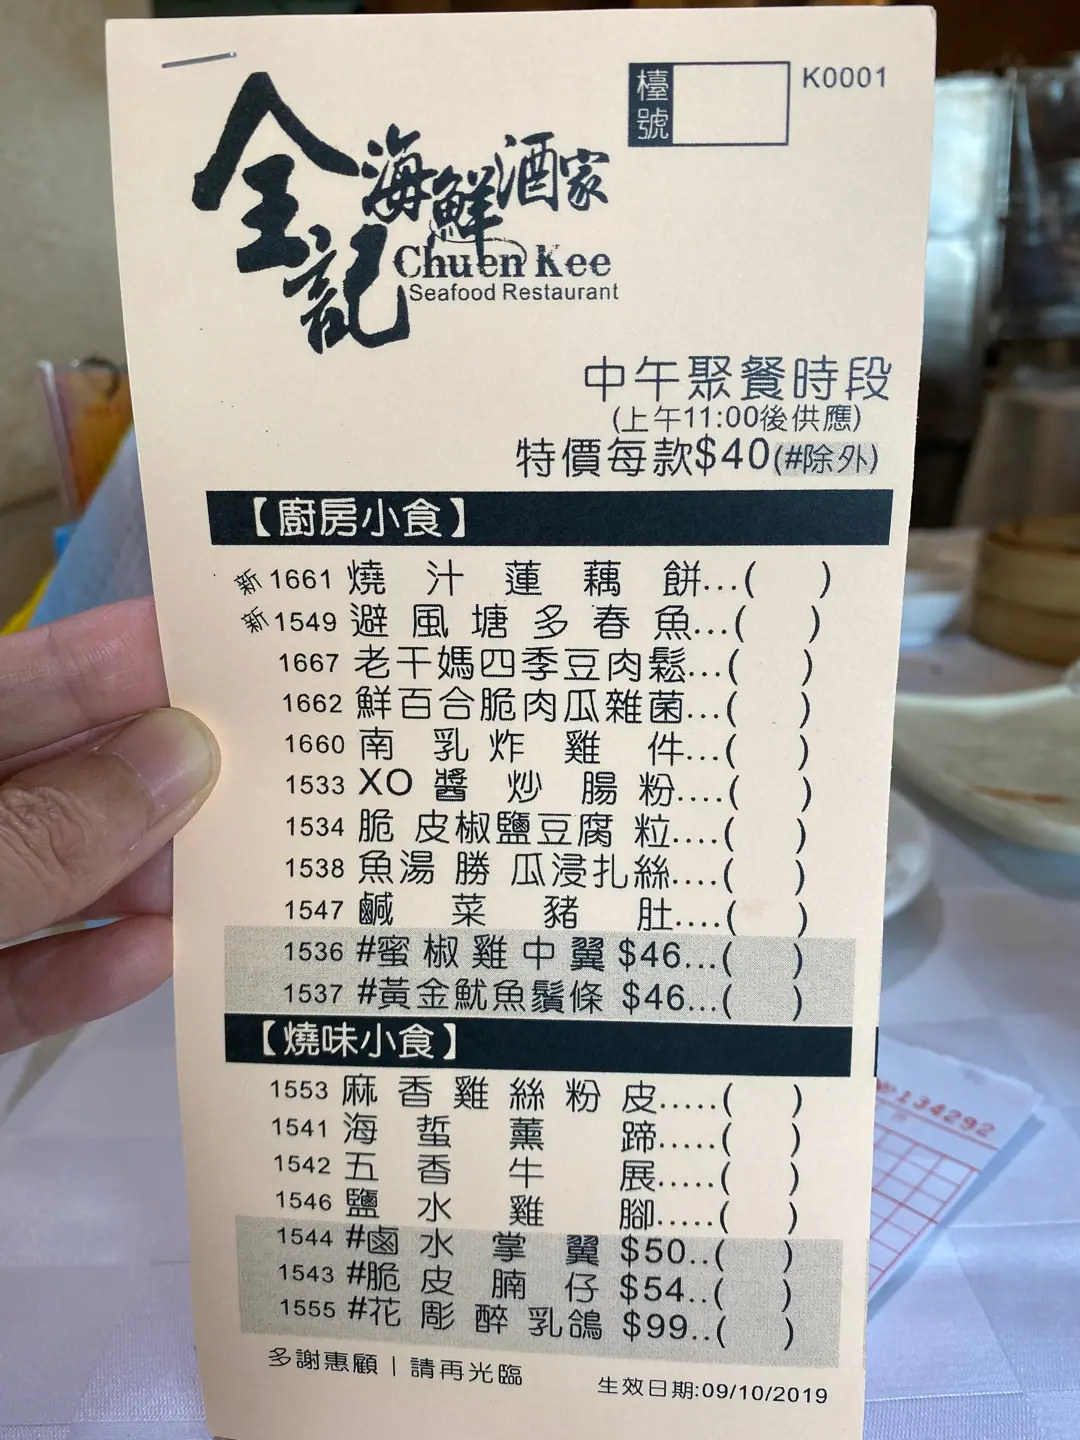 檯號
K0001
全記
海鮮酒家
Chuen Kee
Seafood Restaurant
中午聚餐時段
(上午11:00後供應)
特價每款$40(#除外)
【廚房小食】
新 1661 燒汁蓮藕餅...( )
新 1549 避風塘多春魚...( )
1667 老干媽四季豆肉鬆...( )
1662 鮮百合脆肉瓜雜菌...( )
1660 南乳炸雞件...( )
1533 XO醬炒腸粉....( )
1534 脆皮椒鹽豆腐粒....( )
1538 魚湯勝瓜浸扎絲....( )
1547 鹹菜豬肚....( )
1536 #蜜椒雞中翼 $46...( )
1537 #黃金魷魚鬚條 $46...( )
【燒味小食】
1553 麻香雞絲粉皮.....( )
1541 海蜇薰蹄.....( )
1542 五香牛展.....( )
1546 鹽水雞腳.....( )
1544 #鹵水掌翼 $50..( )
1543 #脆皮腩仔 $54..( )
1555 #花彫醉乳鴿 $99..( )
多謝惠顧 | 請再光臨
生效日期:09/10/2019
134292